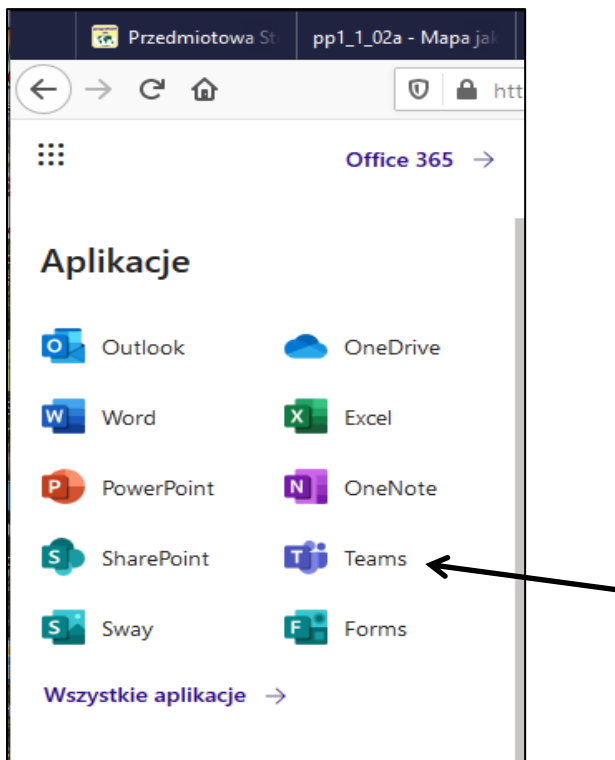 Przedmiotowa St pp1_1_02a - Mapa jak
htt
Office 365
Aplikacje
Outlook OneDrive
Word Excel
PowerPoint OneNote
SharePoint Teams
Sway Forms
Wszystkie aplikacje